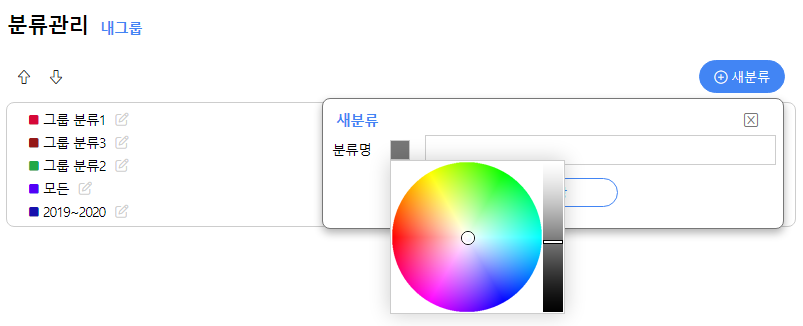 분류관리 내그룹
새분류
그룹 분류1
그룹 분류3
그룹 분류2
모든
2019~2020
새분류
분류명